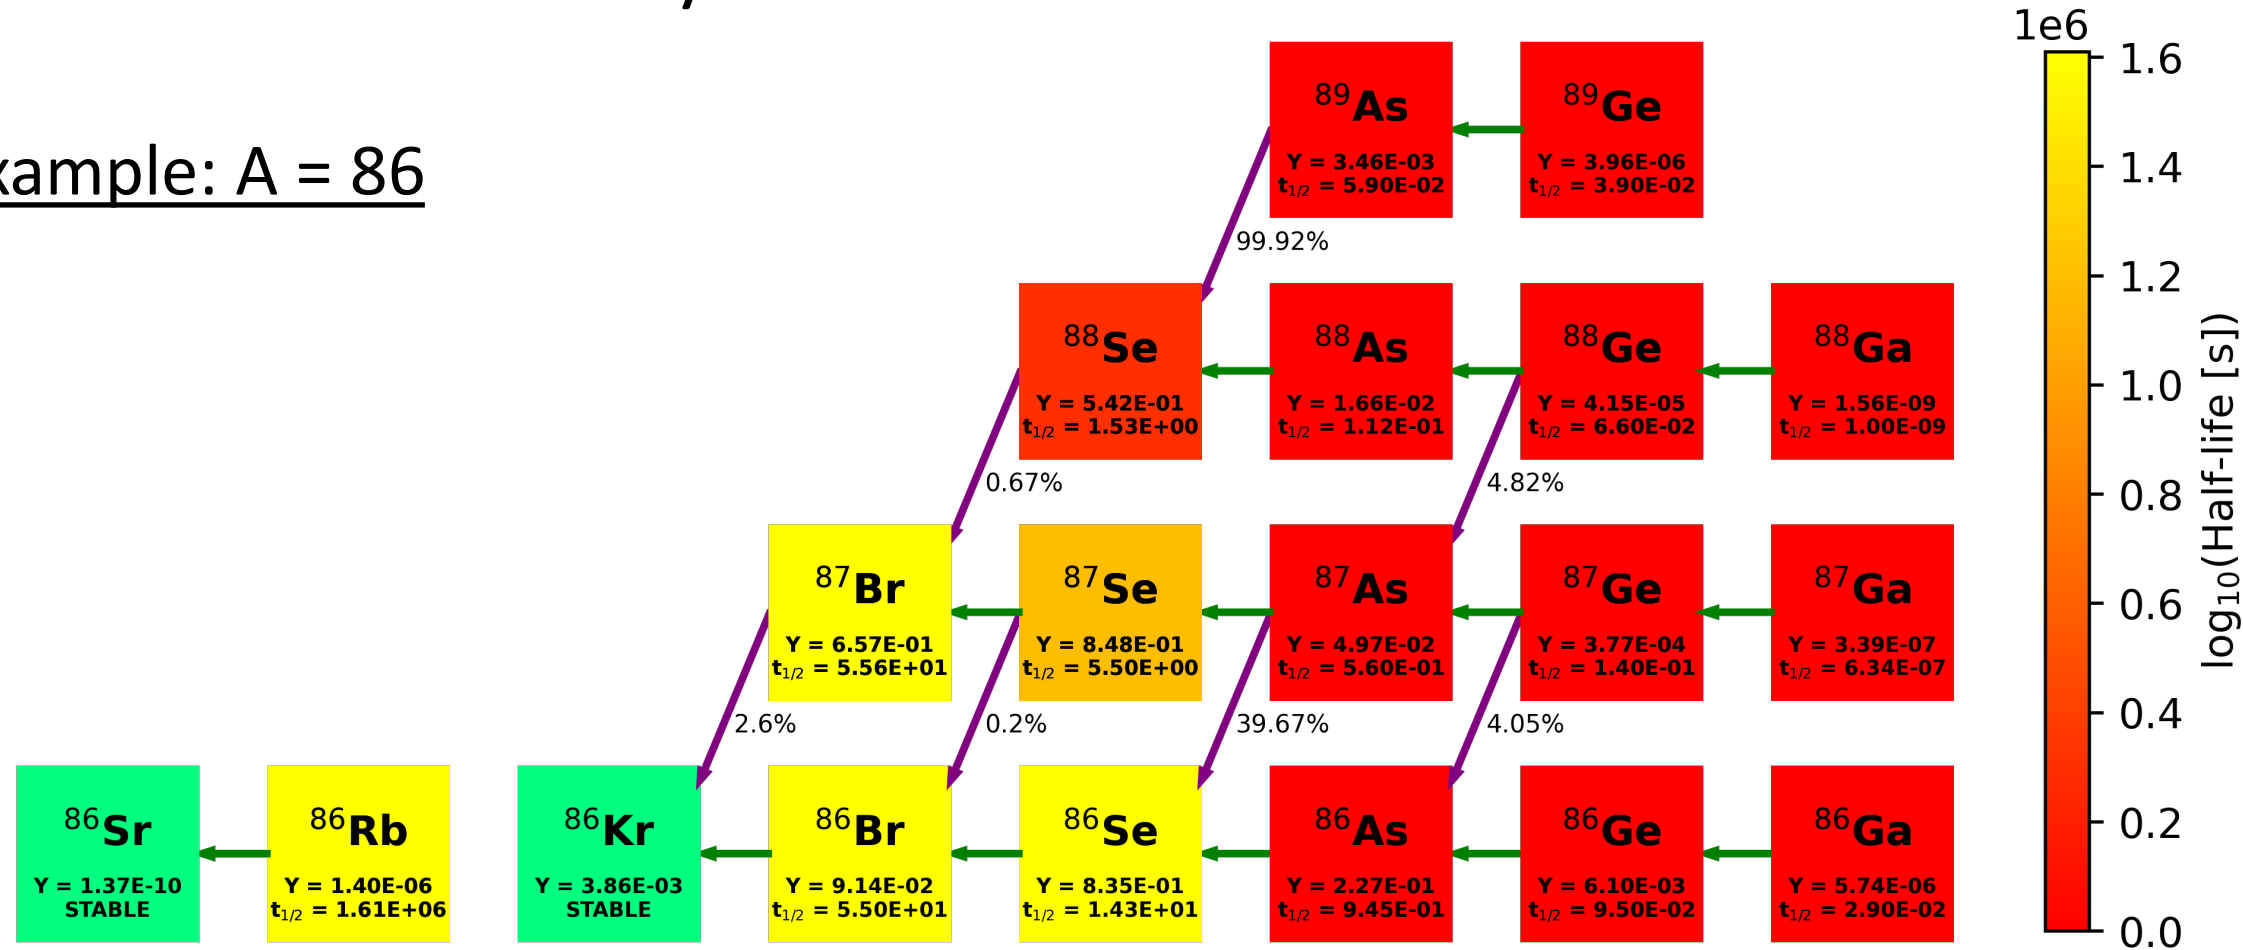 xample: A = 86
1e6
89As
Y = 3.46E-03
t1/2 = 5.90E-02
89Ge
Y = 3.96E-06
t1/2 = 3.90E-02
99.92%
88Se
Y = 5.42E-01
t1/2 = 1.53E+00
88As
Y = 1.66E-02
t1/2 = 1.12E-01
88Ge
Y = 4.15E-05
t1/2 = 6.60E-02
88Ga
Y = 1.56E-09
t1/2 = 1.00E-09
0.67%
4.82%
87Br
Y = 6.57E-01
t1/2 = 5.56E+01
87Se
Y = 8.48E-01
t1/2 = 5.50E+00
87As
Y = 4.97E-02
t1/2 = 5.60E-01
87Ge
Y = 3.77E-04
t1/2 = 1.40E-01
87Ga
Y = 3.39E-07
t1/2 = 6.34E-07
2.6%
0.2%
39.67%
4.05%
86Sr
Y = 1.37E-10
STABLE
86Rb
Y = 1.40E-06
t1/2 = 1.61E+06
86Kr
Y = 3.86E-03
STABLE
86Br
Y = 9.14E-02
t1/2 = 5.50E+01
86Se
Y = 8.35E-01
t1/2 = 1.43E+01
86As
Y = 2.27E-01
t1/2 = 9.45E-01
86Ge
Y = 6.10E-03
t1/2 = 9.50E-02
86Ga
Y = 5.74E-06
t1/2 = 2.90E-02
1.6
1.4
1.2
1.0
0.8
0.6
0.4
0.2
0.0
log10(Half-life [s])